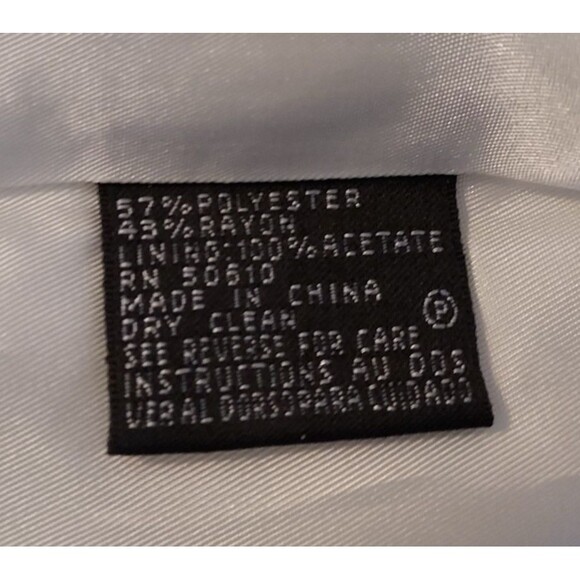 57% POLYESTER
43% RAYON
LINING:100% ACETATE
RN 50610
MADE IN CHINA
DRY CLEAN
P
SEE REVERSE FOR CARE
INSTRUCTIONS AU DOS
VER AL DORSO PARA CUIDADO